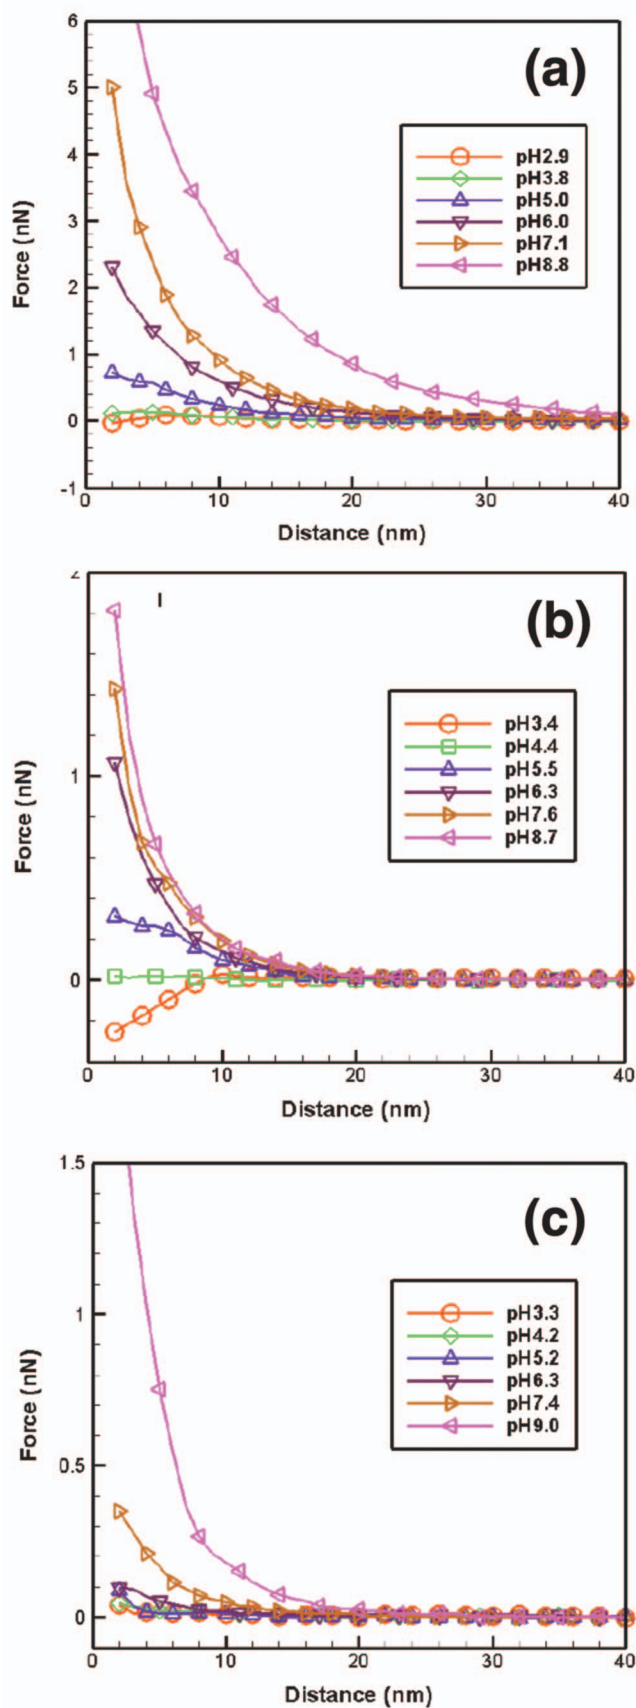 6
(a)
5
pH2.9
pH3.8
4
pH5.0
pH6.0
pH7.1
3
pH8.8
Force (nN)
2
1
0
-1
0 10 20 30 40
Distance (nm)
2
(b)
pH3.4
pH4.4
pH5.5
1
pH6.3
pH7.6
pH8.7
Force (nN)
0
0 10 20 30 40
Distance (nm)
1.5
(c)
pH3.3
pH4.2
1
pH5.2
pH6.3
pH7.4
pH9.0
Force (nN)
0.5
0
0 10 20 30 40
Distance (nm)